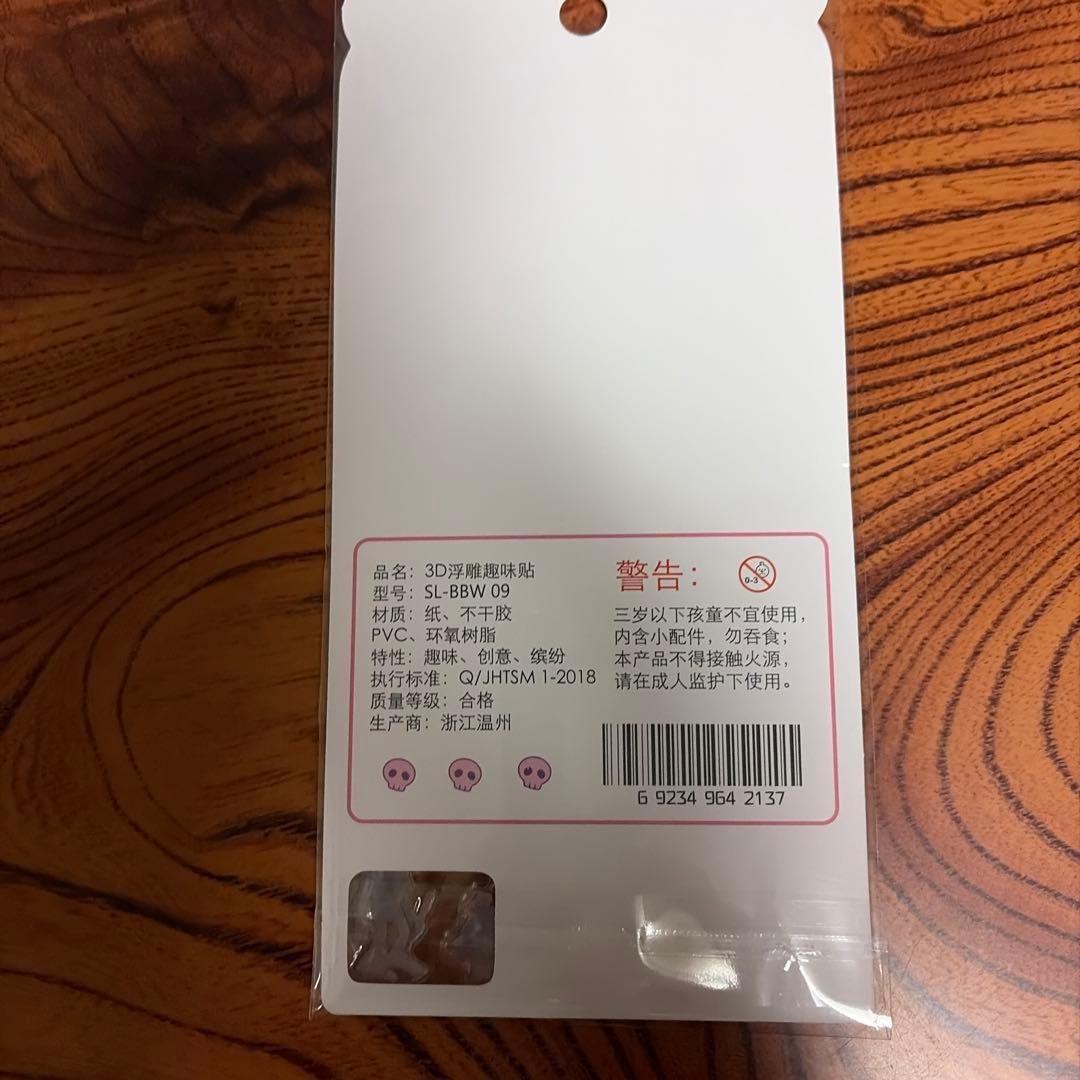 品名：3D浮雕趣味贴
型号：SL-BBW 09
材质：纸、不干胶
PVC、环氧树脂
特性：趣味、创意、缤纷
执行标准：Q/JHTSM 1-2018
质量等级：合格
生产商：浙江温州
警告：
0-3
三岁以下孩童不宜使用，
内含小配件，勿吞食；
本产品不得接触火源，
请在成人监护下使用。
6 9234 964 2137